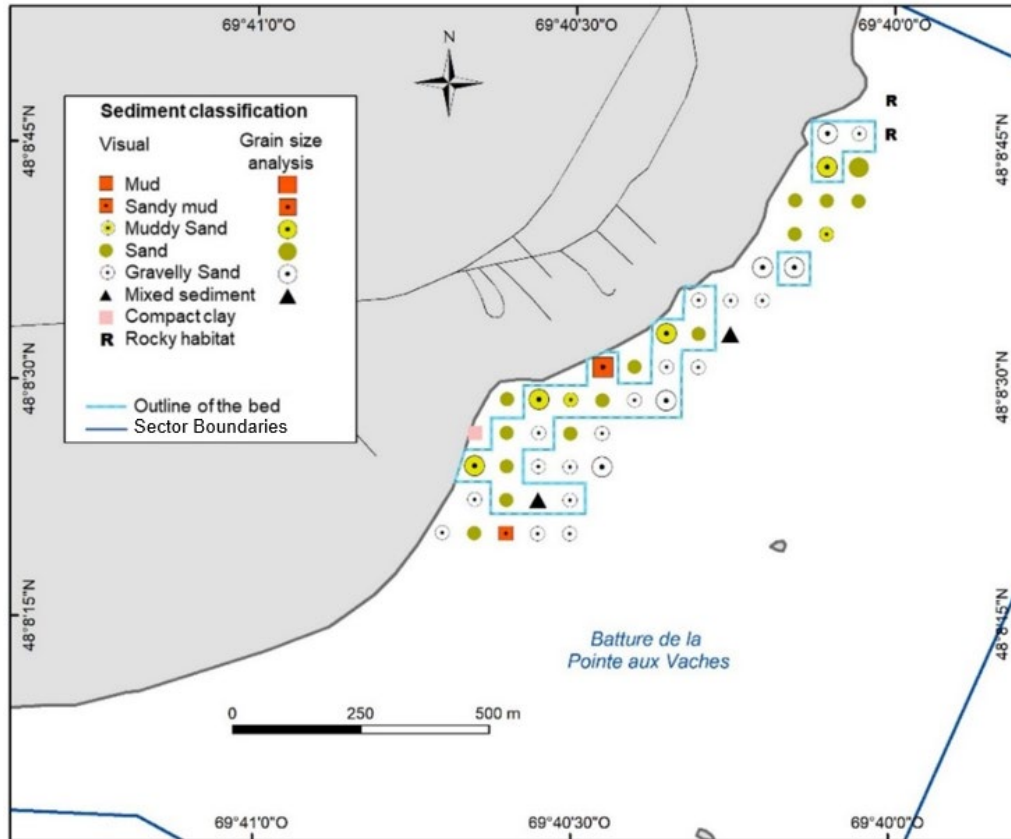 69°41'0"O 69°40'30"O 69°40'0"O
N
48°8'45"N
48°8'45"N
Sediment classification
Visual
Grain size
analysis
Mud
Sandy mud
Muddy Sand
Sand
Gravelly Sand
Mixed sediment
Compact clay
R Rocky habitat
Outline of the bed
Sector Boundaries
R
R
48°8'30"N
48°8'30"N
48°8'15"N
48°8'15"N
Batture de la
Pointe aux Vaches
0 250 500 m
69°41'0"O 69°40'30"O 69°40'0"O